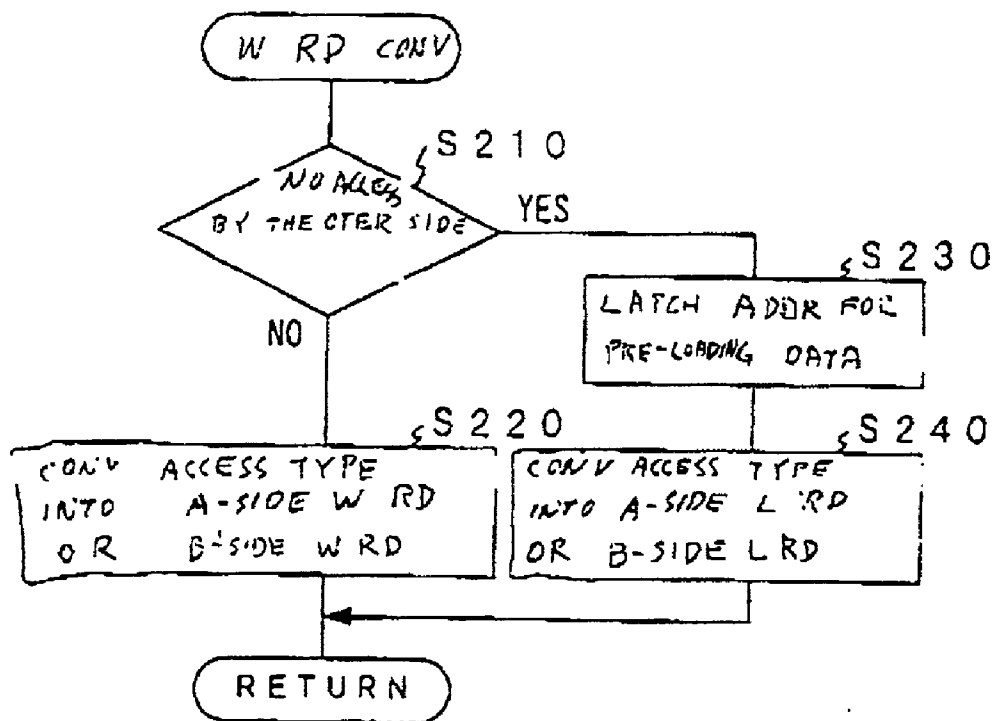 W RD CONV
S210
NO ACCESS
BY THE OTER SIDE
YES
NO
S230
LATCH ADDR FOR
PRE-LOADING DATA
S220
CONV ACCESS TYPE
INTO A-SIDE W RD
OR B-SIDE W RD
S240
CONV ACCESS TYPE
INTO A-SIDE L RD
OR B-SIDE L RD
RETURN